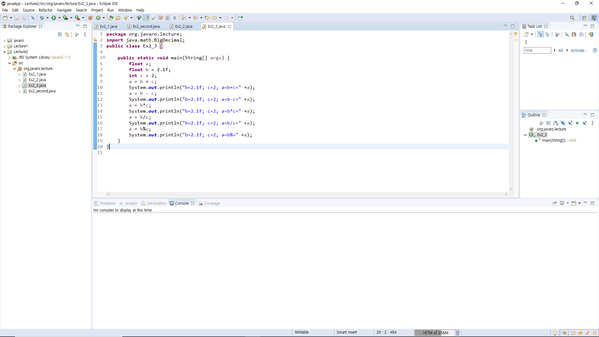 javaApp - Lecture2/src/org/javaro/lecture/Ex2_3.java - Eclipse IDE
File Edit Source Refactor Navigate Search Project Run Window Help
Package Explorer
javaro
Lecture1
Lecture2
JRE System Library
src
org.javaro.lecture
Ex2_1.java
Ex2_2.java
Ex2_3.java
Ex2_second.java
Ex2_1.java Ex2_second.java Ex2_2.java Ex2_3.java
1 package org.javaro.lecture;
2 import java.math.BigDecimal;
3 public class Ex2_3 {
4
5 public static void main(String[] args) {
6 float a;
7 float b = 2.1f;
8 int c = 2;
9 a = b + c;
10 System.out.println("b=2.1f; c=2; a=b+c=" +a);
11 a = b - c;
12 System.out.println("b=2.1f; c=2; a=b-c=" +a);
13 a = b*c;
14 System.out.println("b=2.1f; c=2; a=b*c=" +a);
15 a = b/c;
16 System.out.println("b=2.1f; c=2; a=b/c=" +a);
17 a = b%c;
18 System.out.println("b=2.1f; c=2; a=b%=" +a);
19 }
20 }
21
Task List
Find All Activate...
Outline
org.javaro.lecture
Ex2_3
main(String[]) : void
Problems Javadoc Declaration Console Coverage
No consoles to display at this time.
Writable Smart Insert 20 : 2 : 484